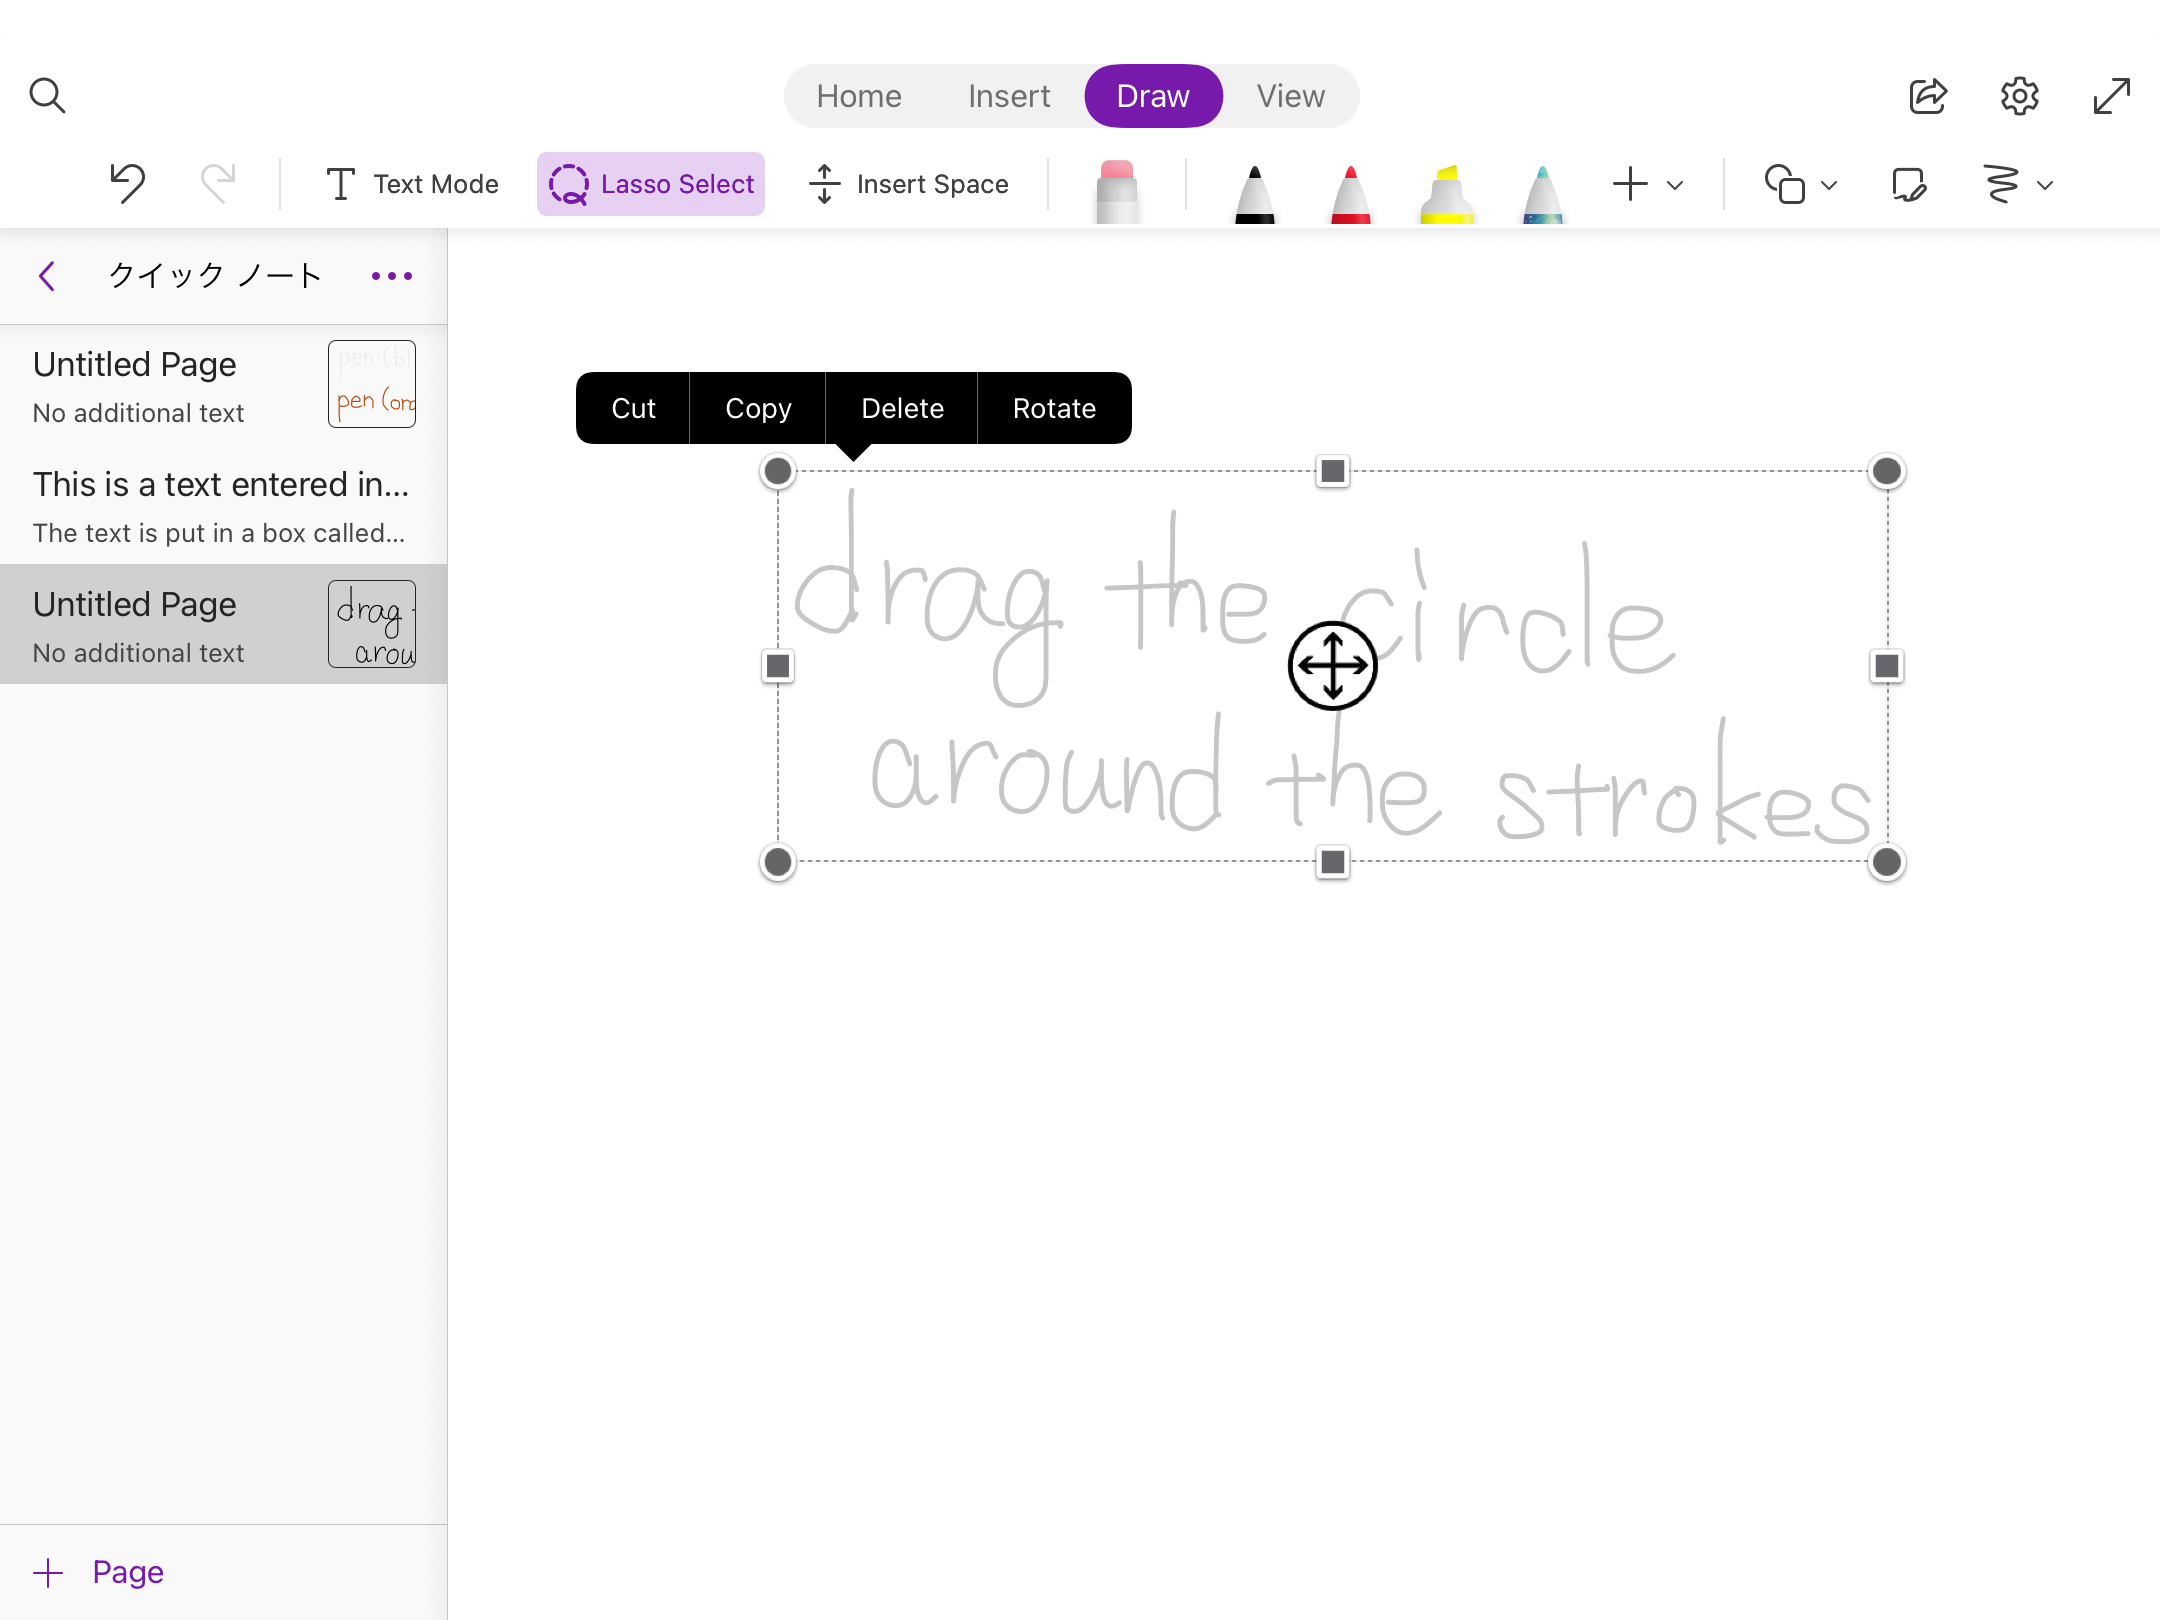 Home Insert Draw View
Text Mode Lasso Select Insert Space
クイック ノート
Untitled Page
No additional text
pen (bl
pen (ora
This is a text entered in...
The text is put in a box called...
Untitled Page
No additional text
drag
arou
Cut Copy Delete Rotate
drag the circle
around the strokes
Page